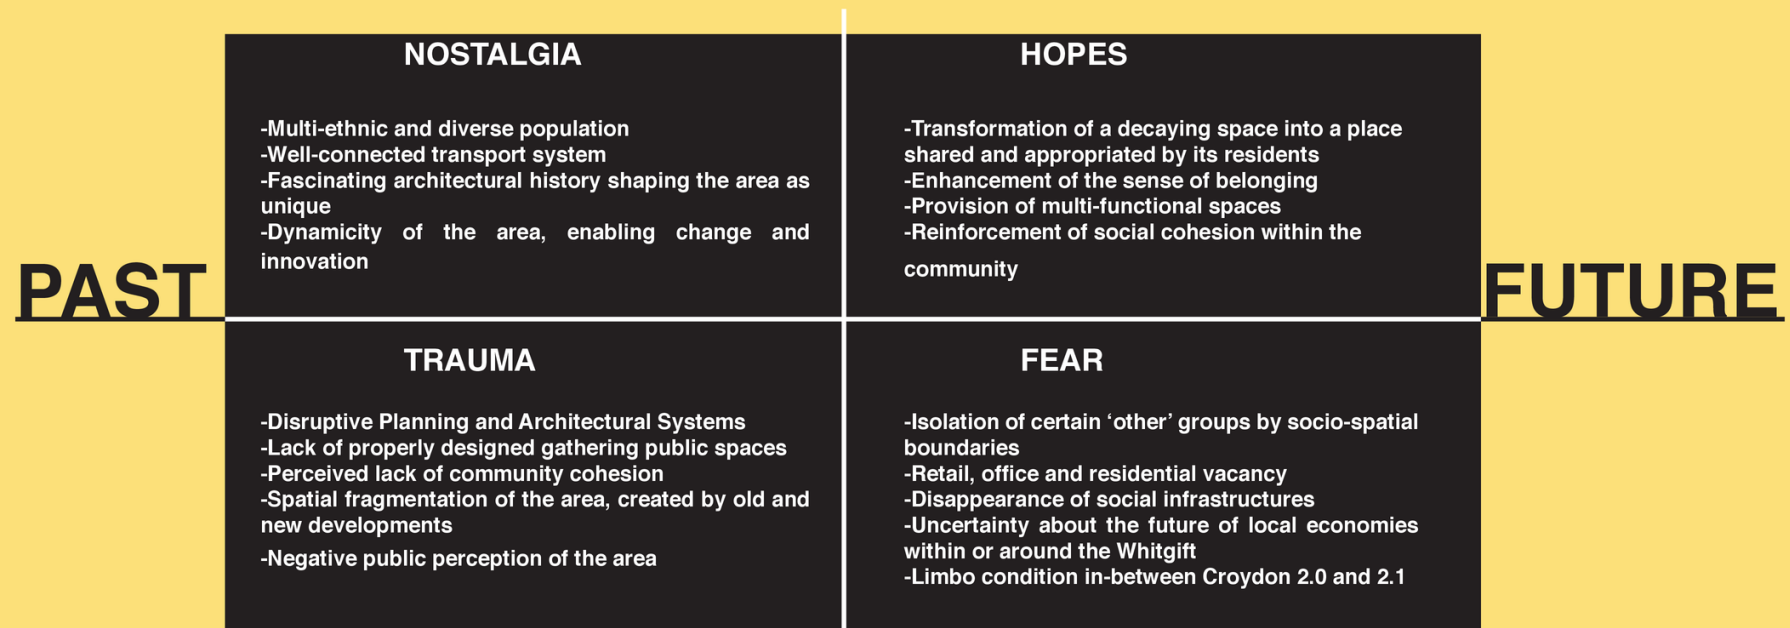 NOSTALGIA
-Multi-ethnic and diverse population
-Well-connected transport system
-Fascinating architectural history shaping the area as
unique
-Dynamicity of the area, enabling change and
innovation
HOPES
-Transformation of a decaying space into a place
shared and appropriated by its residents
-Enhancement of the sense of belonging
-Provision of multi-functional spaces
-Reinforcement of social cohesion within the
community
PAST
FUTURE
TRAUMA
-Disruptive Planning and Architectural Systems
-Lack of properly designed gathering public spaces
-Perceived lack of community cohesion
-Spatial fragmentation of the area, created by old and
new developments
-Negative public perception of the area
FEAR
-Isolation of certain ‘other’ groups by socio-spatial
boundaries
-Retail, office and residential vacancy
-Disappearance of social infrastructures
-Uncertainty about the future of local economies
within or around the Whitgift
-Limbo condition in-between Croydon 2.0 and 2.1